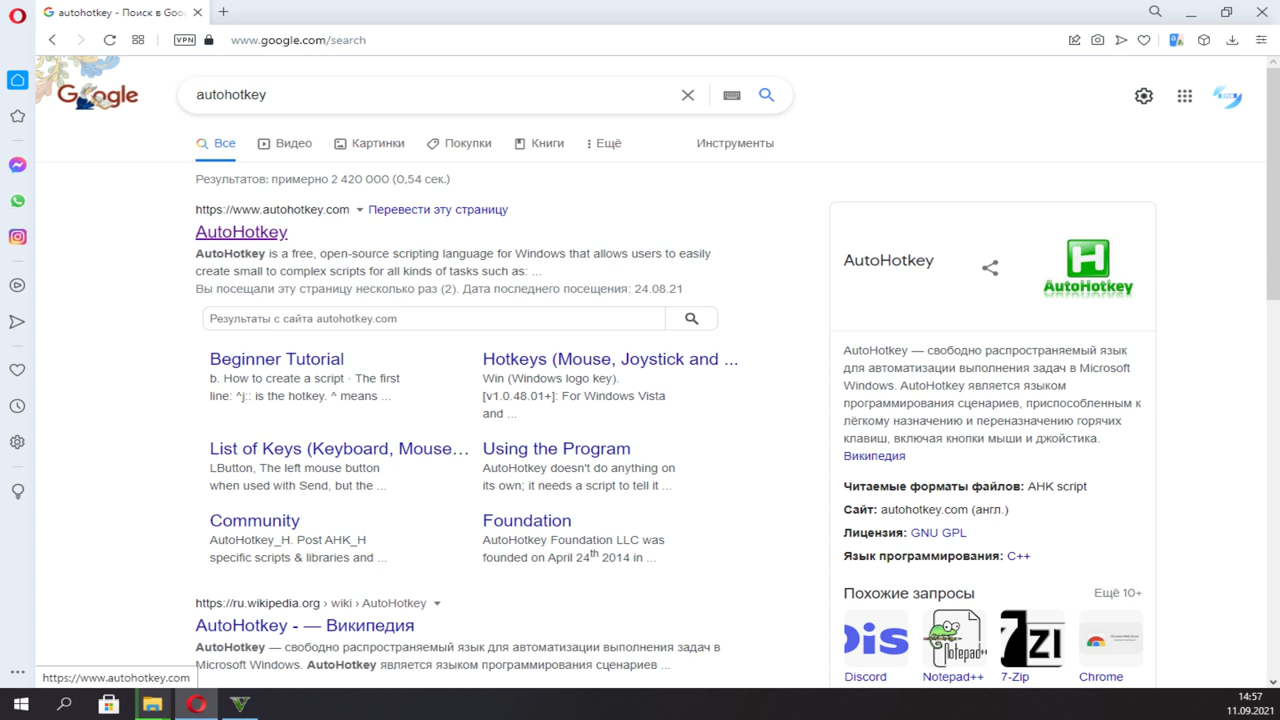 autohotkey - Поиск в Goo
VPN
www.google.com/search
Google
autohotkey
Все
Видео
Картинки
Покупки
Книги
Ещё
Инструменты
Результатов: примерно 2 420 000 (0,54 сек.)
https://www.autohotkey.com
Перевести эту страницу
AutoHotkey
AutoHotkey is a free, open-source scripting language for Windows that allows users to easily
create small to complex scripts for all kinds of tasks such as: ...
Вы посещали эту страницу несколько раз (2). Дата последнего посещения: 24.08.21
Результаты с сайта autohotkey.com
Beginner Tutorial
b. How to create a script · The first
line: ^j:: is the hotkey. ^ means ...
Hotkeys (Mouse, Joystick and ...
Win (Windows logo key).
[v1.0.48.01+]: For Windows Vista
and ...
List of Keys (Keyboard, Mouse...
LButton, The left mouse button
when used with Send, but the ...
Using the Program
AutoHotkey doesn't do anything on
its own; it needs a script to tell it ...
Community
AutoHotkey_H. Post AHK_H
specific scripts & libraries and ...
Foundation
AutoHotkey Foundation LLC was
founded on April 24th 2014 in ...
https://ru.wikipedia.org › wiki › AutoHotkey
AutoHotkey - — Википедия
AutoHotkey — свободно распространяемый язык для автоматизации выполнения задач в
Microsoft Windows. AutoHotkey является языком программирования сценариев ...
AutoHotkey
H
AutoHotkey
AutoHotkey — свободно распространяемый язык
для автоматизации выполнения задач в Microsoft
Windows. AutoHotkey является языком
программирования сценариев, приспособленным к
лёгкому назначению и переназначению горячих
клавиш, включая кнопки мыши и джойстика.
Википедия
Читаемые форматы файлов: AHK script
Сайт: autohotkey.com (англ.)
Лицензия: GNU GPL
Язык программирования: C++
Похожие запросы
Ещё 10+
Dis
Notepad++
7ZI
Discord
Notepad++
7-Zip
Chrome
https://www.autohotkey.com
14:57
11.09.2021